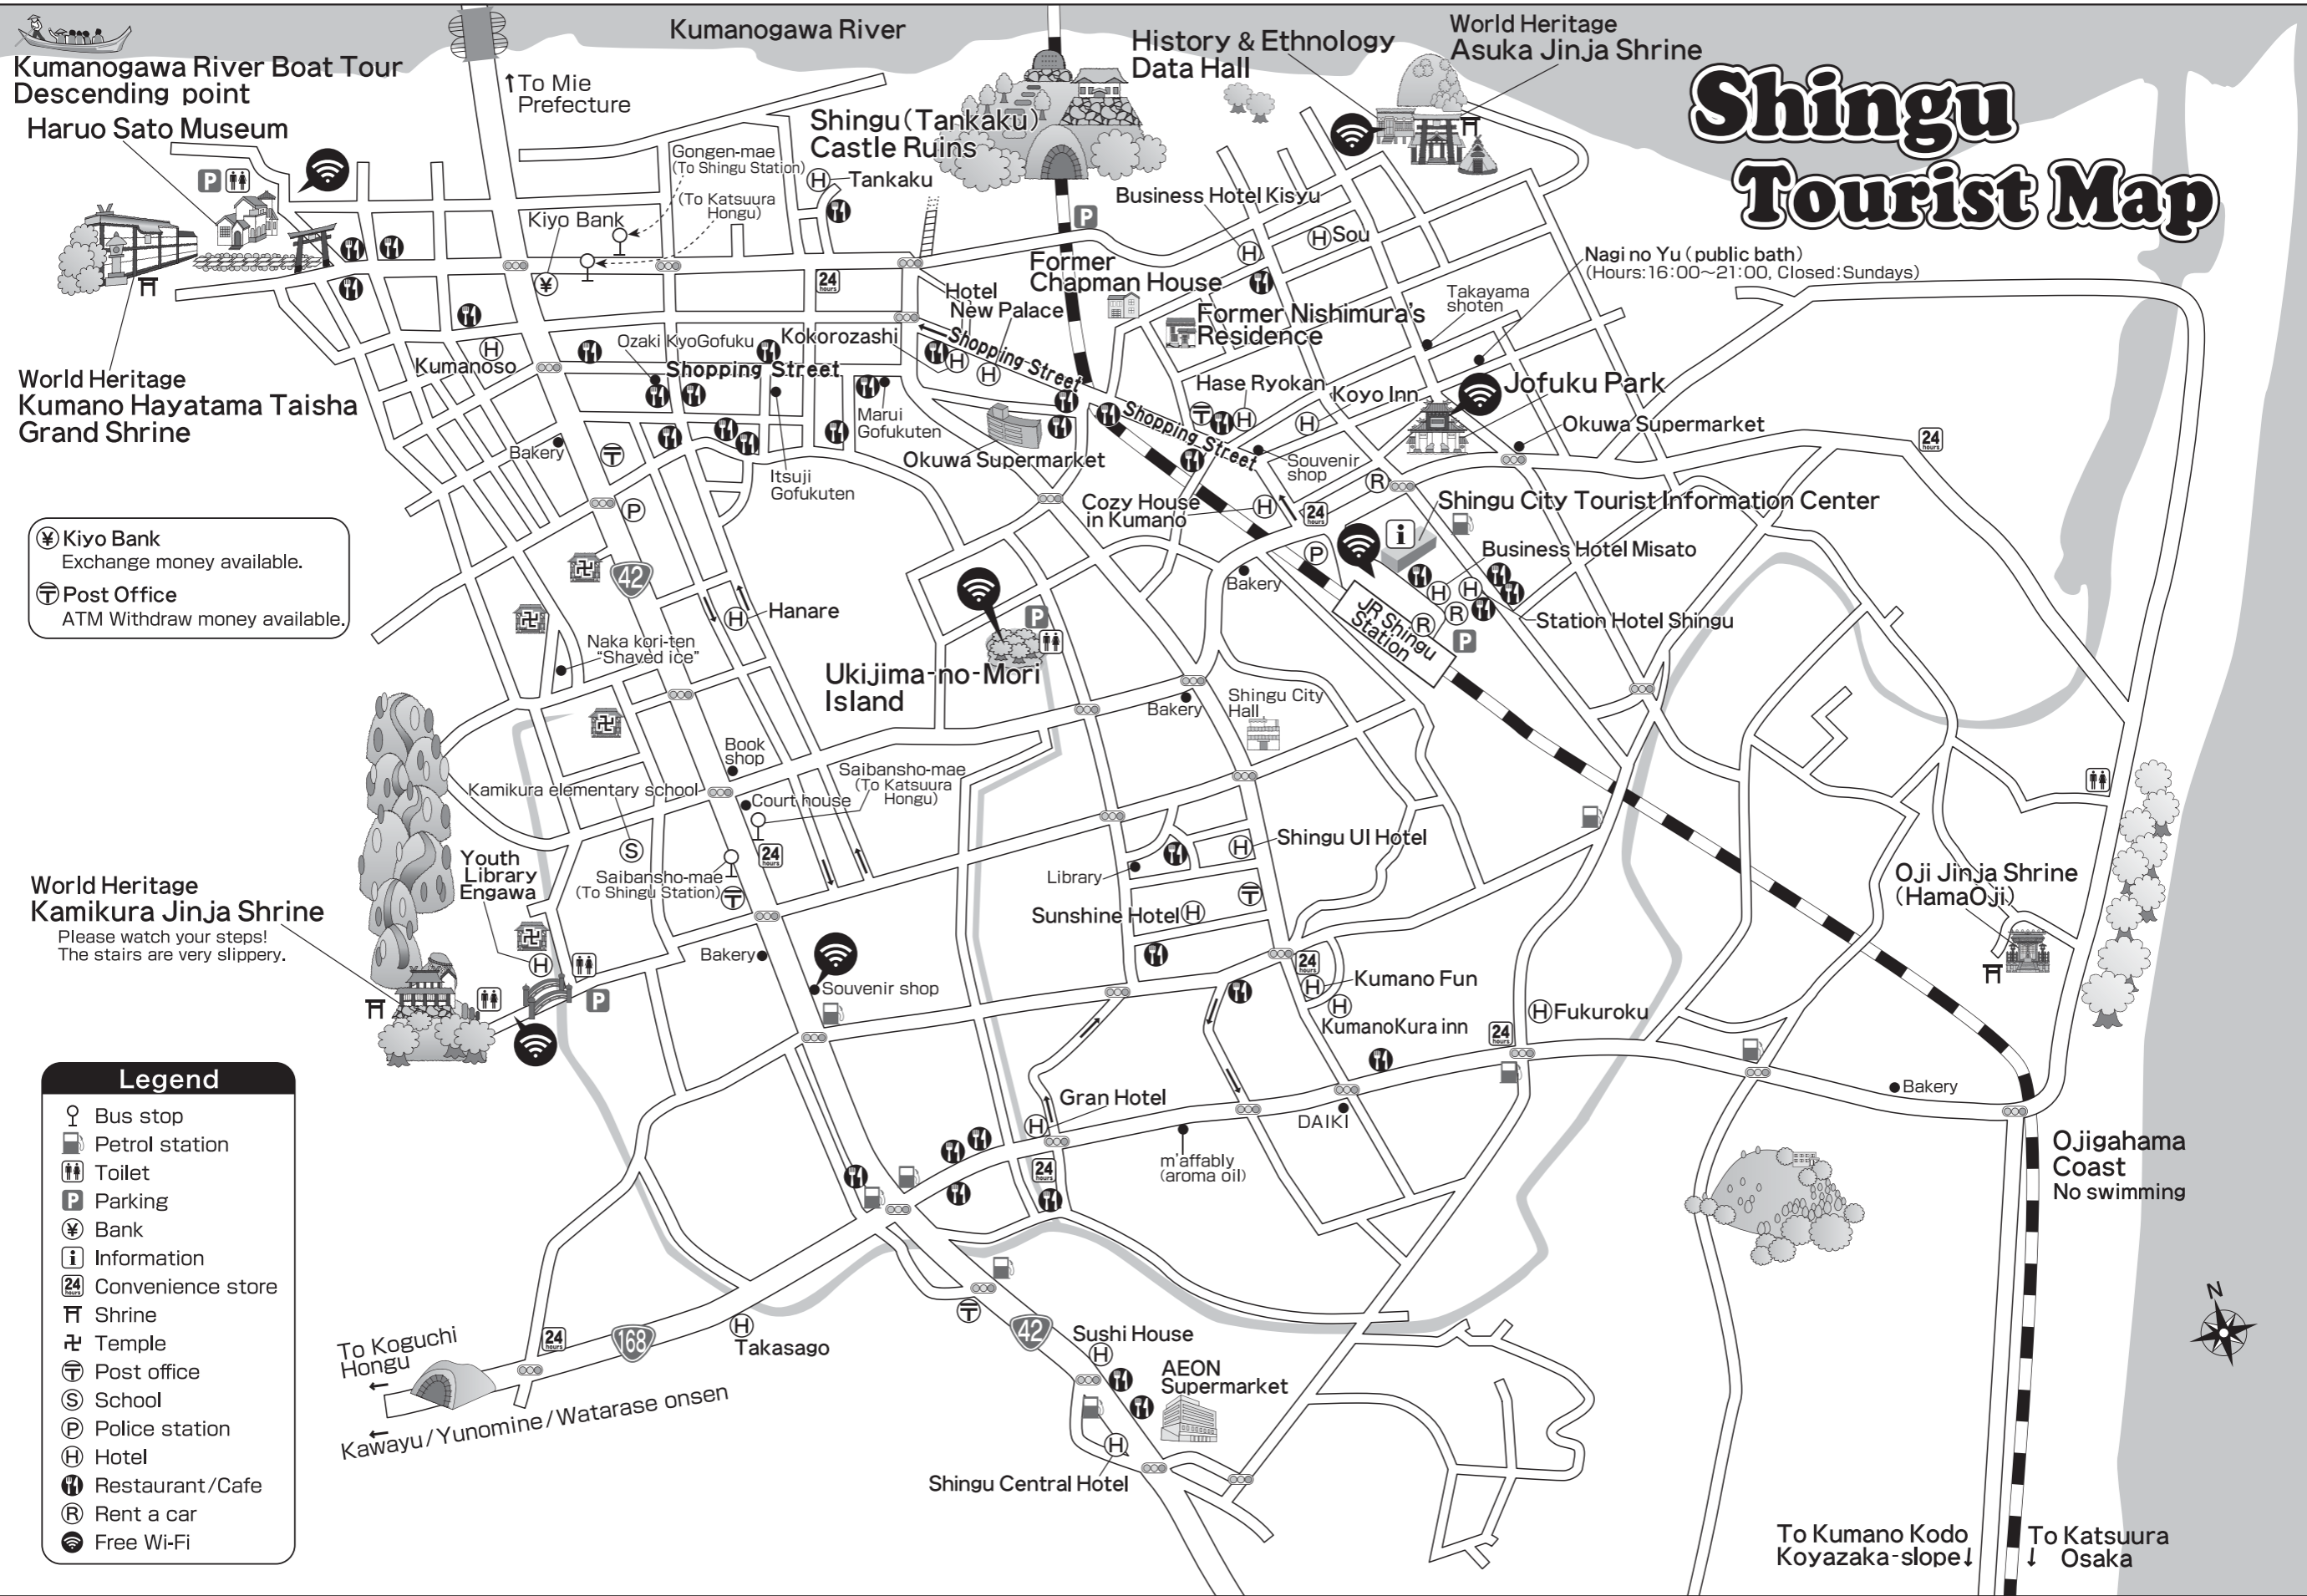 Shingu
Tourist Map
Kumanogawa River
Kumanogawa River Boat Tour
Descending point
Haruo Sato Museum
↑To Mie
Prefecture
Shingu(Tankaku)
Castle Ruins
History & Ethnology
Data Hall
World Heritage
Asuka Jinja Shrine
Gongen-mae
(To Shingu Station)
(To Katsuura
Hongu)
Kiyo Bank
Tankaku
Business Hotel Kisyu
Sou
Nagi no Yu (public bath)
(Hours:16:00~21:00, Closed:Sundays)
Former
Chapman House
Former Nishimura's
Residence
Takayama
shoten
Hotel
New Palace
Kokorozashi
Ozaki KyoGofuku
Shopping Street
Shopping Street
Shopping Street
Kumanoso
World Heritage
Kumano Hayatama Taisha
Grand Shrine
Marui
Gofukuten
Itsuji
Gofukuten
Bakery
Okuwa Supermarket
Hase Ryokan
Koyo Inn
Jofuku Park
Okuwa Supermarket
Souvenir
shop
Cozy House
in Kumano
Shingu City Tourist Information Center
Business Hotel Misato
Station Hotel Shingu
JR Shingu
Station
Bakery
¥ Kiyo Bank
Exchange money available.
〒 Post Office
ATM Withdraw money available.
42
Hanare
Naka kori-ten
"Shaved ice"
Ukijima-no-Mori
Island
Bakery
Shingu City
Hall
Book
shop
Kamikura elementary school
Court house
Saibansho-mae
(To Katsuura
Hongu)
Saibansho-mae
(To Shingu Station)
Youth
Library
Engawa
World Heritage
Kamikura Jinja Shrine
Please watch your steps!
The stairs are very slippery.
Bakery
Souvenir shop
Library
Shingu UI Hotel
Sunshine Hotel
Kumano Fun
KumanoKura inn
Fukuroku
Oji Jinja Shrine
(HamaOji)
Gran Hotel
DAIKI
m'affably
(aroma oil)
Bakery
Ojigahama
Coast
No swimming
Legend
Bus stop
Petrol station
Toilet
P Parking
¥ Bank
i Information
24 hours Convenience store
Shrine
卍 Temple
〒 Post office
S School
P Police station
H Hotel
Restaurant/Cafe
R Rent a car
Free Wi-Fi
To Koguchi
Hongu
←
168
Takasago
←
Kawayu/Yunomine/Watarase onsen
42
Sushi House
AEON
Supermarket
Shingu Central Hotel
N
To Kumano Kodo
Koyazaka-slope↓
To Katsuura
↓ Osaka